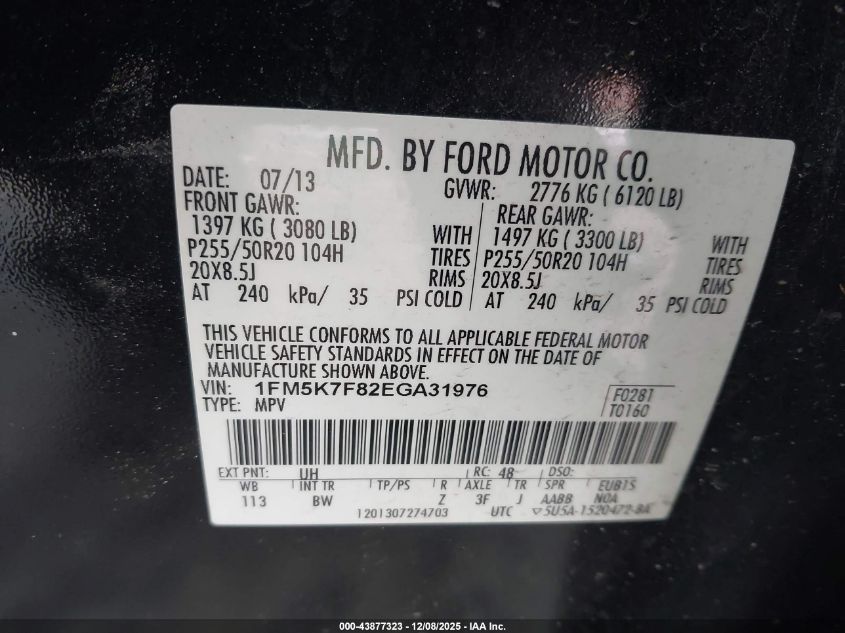 MFD. BY FORD MOTOR CO.
DATE: 07/13 GVWR: 2776 KG ( 6120 LB)
FRONT GAWR: REAR GAWR:
1397 KG ( 3080 LB) WITH 1497 KG ( 3300 LB) WITH
P255/50R20 104H TIRES P255/50R20 104H TIRES
20X8.5J RIMS 20X8.5J RIMS
AT 240 kPa/ 35 PSI COLD AT 240 kPa/ 35 PSI COLD
THIS VEHICLE CONFORMS TO ALL APPLICABLE FEDERAL MOTOR
VEHICLE SAFETY STANDARDS IN EFFECT ON THE DATE OF
MANUFACTURE SHOWN ABOVE.
VIN: 1FM5K7F82EGA31976 F0281
TYPE: MPV T0160
EXT PNT: UH RC: 48 DSO:
WB INT TR TP/PS R AXLE TR SPR EUB15
113 BW Z 3F J AABB NOA
1201307274703 UTC ▽5U5A-1520472-BA
000-43877323 - 12/08/2025 - IAA Inc.